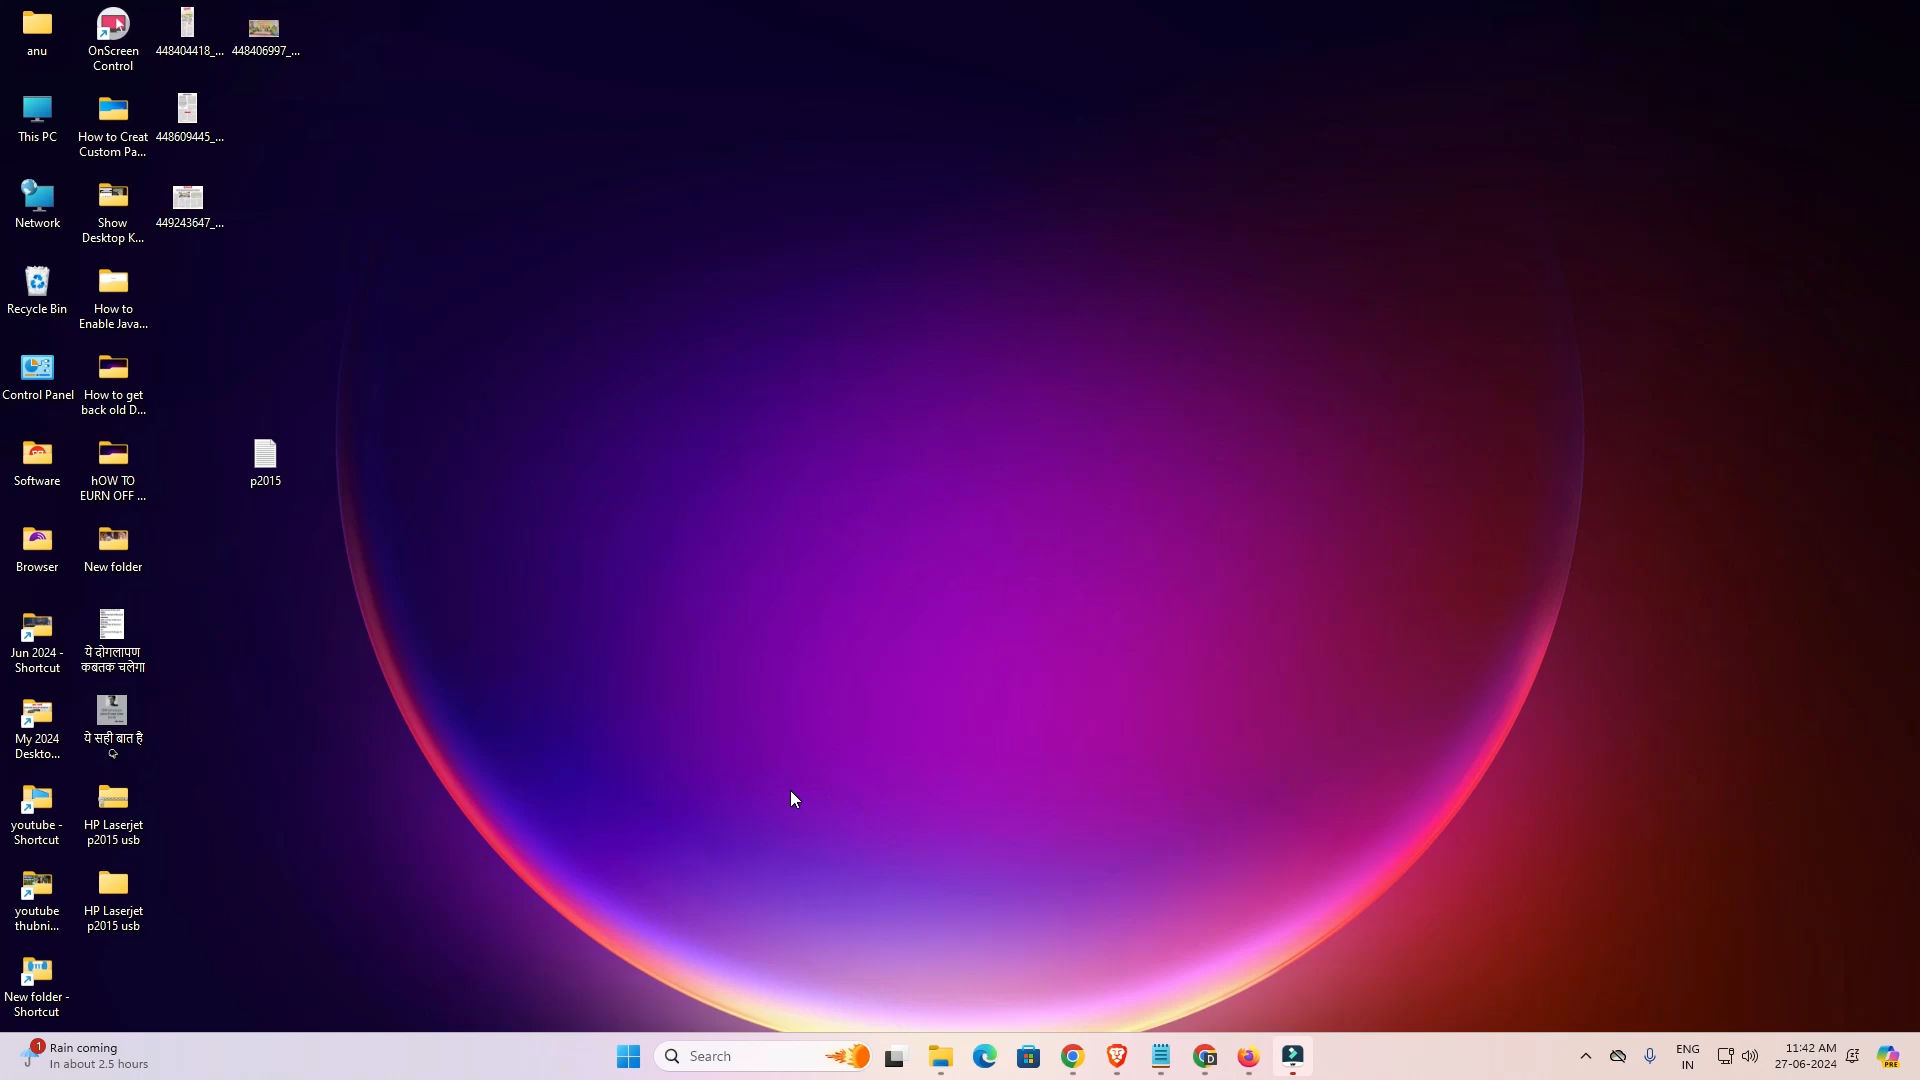 anu
OnScreen
Control
448404418_...
448406997_...
This PC
How to Creat
Custom Pa...
448609445_...
Network
Show
Desktop K...
449243647_...
Recycle Bin
How to
Enable Java...
Control Panel
How to get
back old D...
Software
hOW TO
EURN OFF ...
p2015
Browser
New folder
Jun 2024 -
Shortcut
ये दोगलापण
कबतक चलेगा
My 2024
Deskto...
ये सही बात है
youtube -
Shortcut
HP Laserjet
p2015 usb
youtube
thubni...
HP Laserjet
p2015 usb
New folder -
Shortcut
1
Rain coming
In about 2.5 hours
Search
ENG
IN
11:42 AM
27-06-2024
PRE